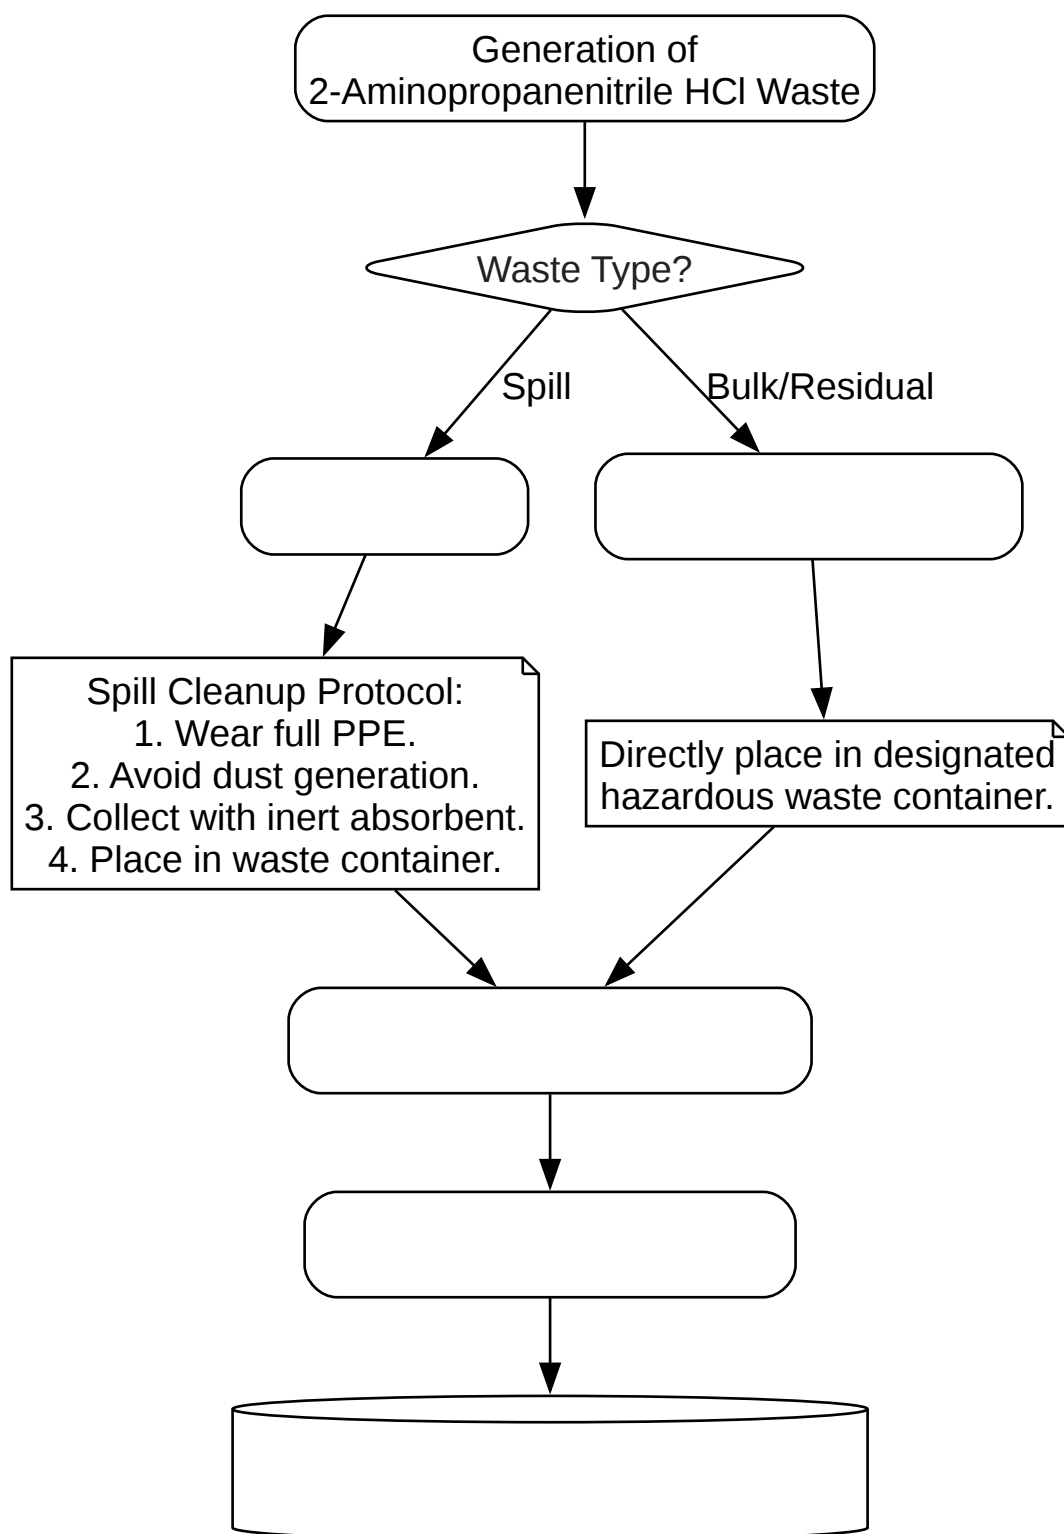 Generation of
2-Aminopropanenitrile HCl Waste
Waste Type?
Spill
Bulk/Residual
Spill Cleanup Protocol:
1. Wear full PPE.
2. Avoid dust generation.
3. Collect with inert absorbent.
4. Place in waste container.
Directly place in designated
hazardous waste container.